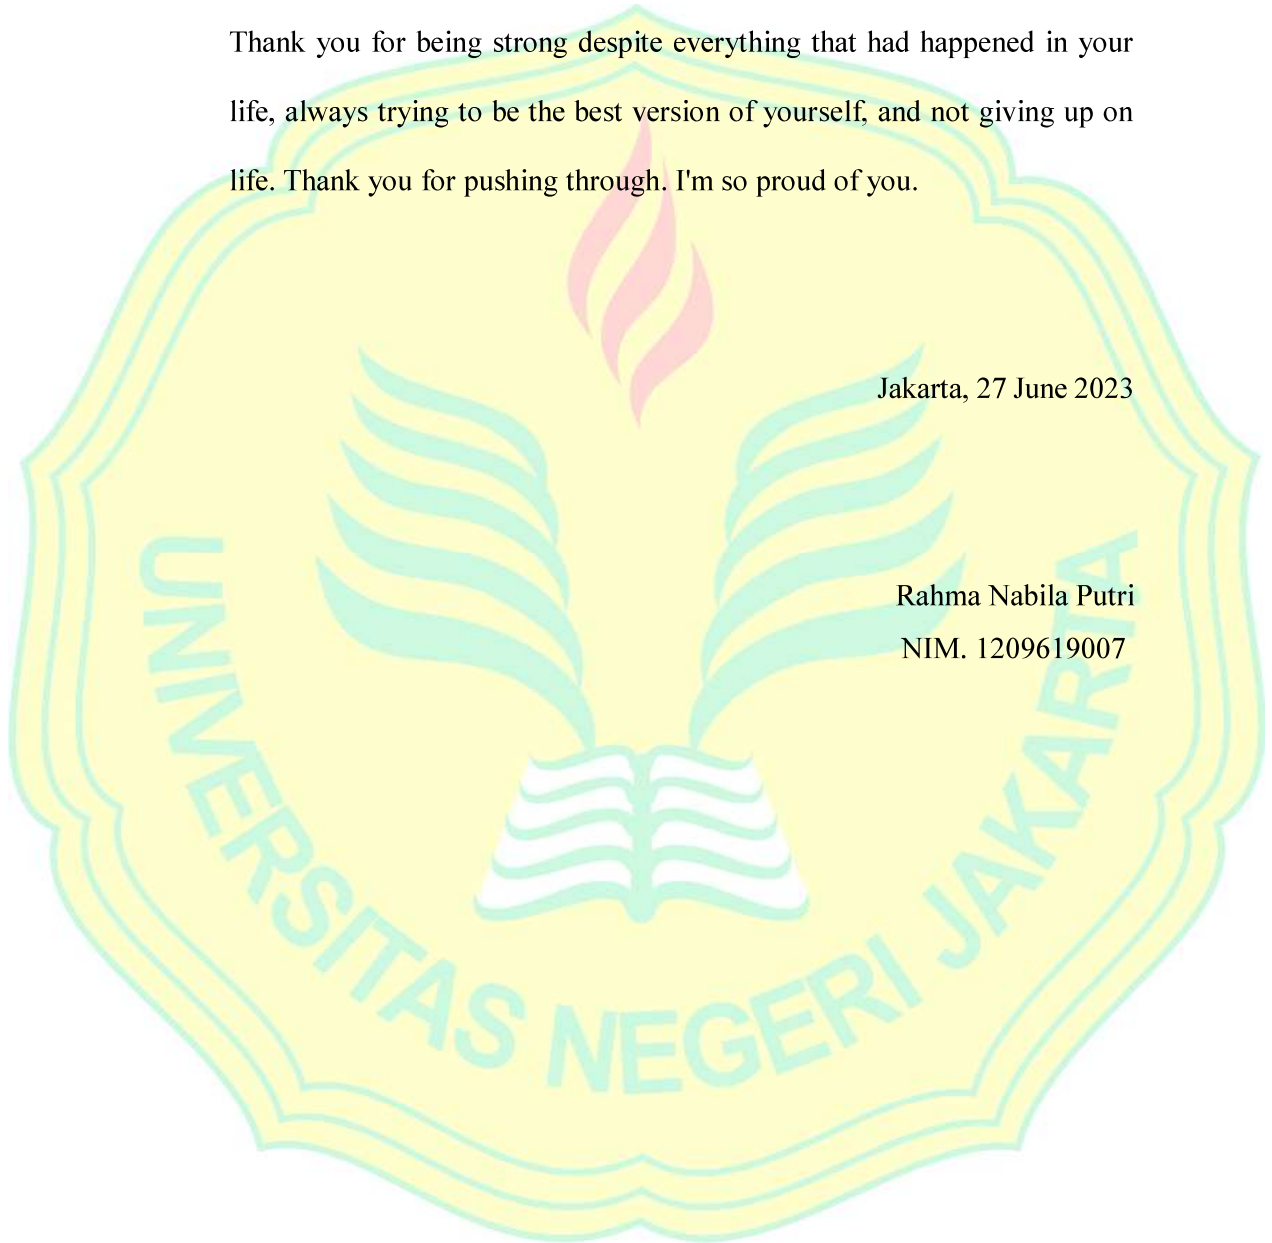 Thank you for being strong despite everything that had happened in your
life, always trying to be the best version of yourself, and not giving up on
life. Thank you for pushing through. I'm so proud of you.
Jakarta, 27 June 2023
Rahma Nabila Putri
NIM. 1209619007
UNIVERSITAS NEGERI JAKARTA